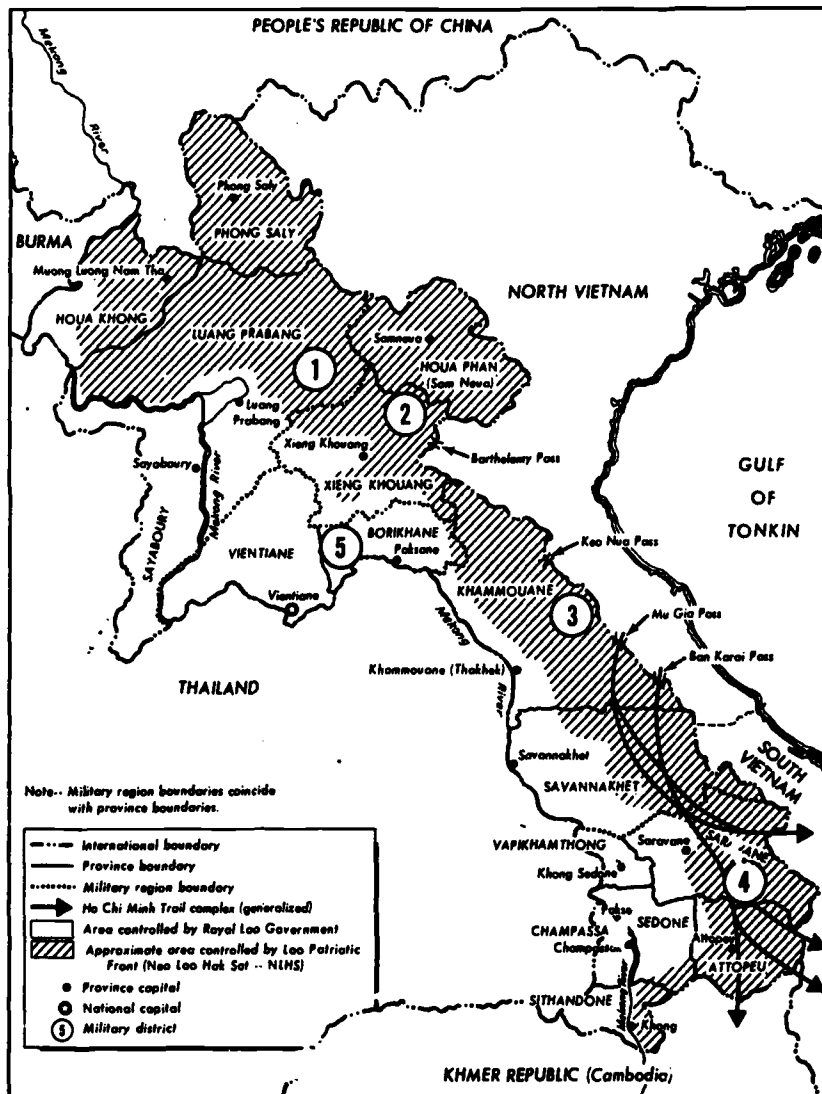 PEOPLE'S REPUBLIC OF CHINA
Mekong
River
Phong Saly
PHONG SALY
BURMA
Muong Luong Nam Tha
HOUA KHONG
NORTH VIETNAM
LUANG PRABANG
Samneua
HOUA PHAN
(Sam Neua)
1
2
Luang
Prabang
Xieng Khouang
Barthelemy Pass
Sayaboury
Mekong River
XIENG KHOUANG
GULF
OF
TONKIN
SAYABOURY
VIENTIANE
5
BORIKHANE
Paksane
Keo Nua Pass
KHAMMOUANE
3
Vientiane
Mekong
River
Mu Gia Pass
Ban Karai Pass
Khammouane (Thakhek)
THAILAND
SOUTH
VIETNAM
Savannakhet
SAVANNAKHET
Note-- Military region boundaries coincide
with province boundaries.
VAPIKHAMTHONG
Saravane
SARAVANE
Khong Sedone
4
Pakse
SEDONE
CHAMPASSA
Champassa
Attopeu
ATTOPEU
Mekong River
SITHANDONE
Khong
KHMER REPUBLIC (Cambodia)
International boundary
Province boundary
Military region boundary
Ho Chi Minh Trail complex (generalized)
Area controlled by Royal Lao Government
Approximate area controlled by Lao Patriotic
Front (Neo Lao Hak Sat -- NLHS)
Province capital
National capital
5 Military district